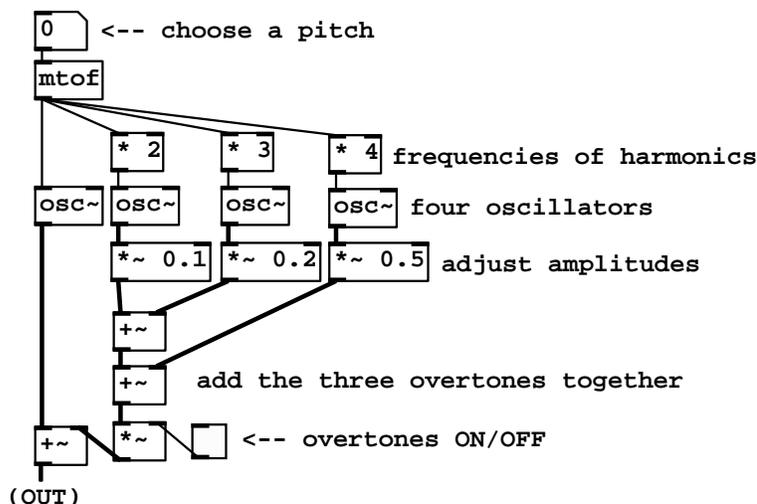 0 <-- choose a pitch
mtof
* 2 * 3 * 4 frequencies of harmonics
osc~ osc~ osc~ osc~ four oscillators
*~ 0.1 *~ 0.2 *~ 0.5 adjust amplitudes
+~
+~ add the three overtones together
+~ *~ <-- overtones ON/OFF
(OUT)